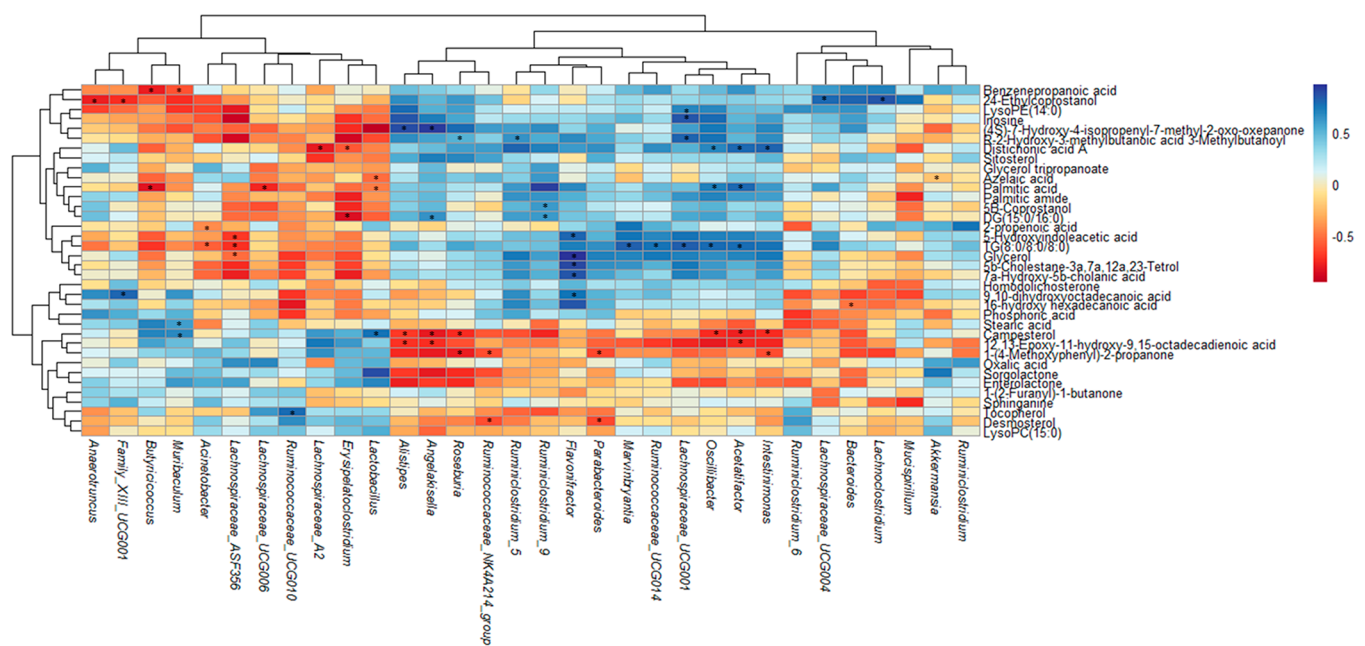 Benzenepropanoic acid
24-Ethylcoprostanol
LysoPE(14:0)
Inosine
(4S)-7-Hydroxy-4-isopropenyl-7-methyl-2-oxo-oxepanone
R-2-Hydroxy-3-methylbutanoic acid 3-Methylbutanoyl
Distichonic acid A
Sitosterol
Glycerol tripropanoate
Azelaic acid
Palmitic acid
Palmitic amide
5B-Coprostanol
DG(15:0/16:0)
2-propenoic acid
5-Hydroxyindoleacetic acid
TG(8:0/8:0/8:0)
Glycerol
5b-Cholestane-3a,7a,12a,23-Tetrol
7a-Hydroxy-5b-cholanic acid
Homodolichosterone
9,10-dihydroxyoctadecanoic acid
16-hydroxy hexadecanoic acid
Phosphoric acid
Stearic acid
Campesterol
12,13-Epoxy-11-hydroxy-9,15-octadecadienoic acid
1-(4-Methoxyphenyl)-2-propanone
Oxalic acid
Sorgolactone
Enterolactone
1-(2-Furanyl)-1-butanone
Sphinganine
Tocopherol
Desmosterol
LysoPC(15:0)
0.5
0
-0.5
Anaerotruncus
Family_XIII_UCG001
Butyricicoccus
Muribaculum
Acinetobacter
Lachnospiraceae_ASF356
Lachnospiraceae_UCG006
Ruminococcaceae_UCG010
Lachnospiraceae_A2
Erysipelatoclostridium
Lactobacillus
Alistipes
Angelakisella
Roseburia
Ruminococcaceae_NK4A214_group
Ruminiclostridium_5
Ruminiclostridium_9
Flavonifactor
Parabacteroides
Marvinbryantia
Ruminococcaceae_UCG014
Lachnospiraceae_UCG001
Oscillibacter
Acetatifactor
Intestinimonas
Ruminiclostridium_6
Lachnospiraceae_UCG004
Bacteroides
Lachnoclostridium
Mucispirillum
Akkermansia
Ruminiclostridium